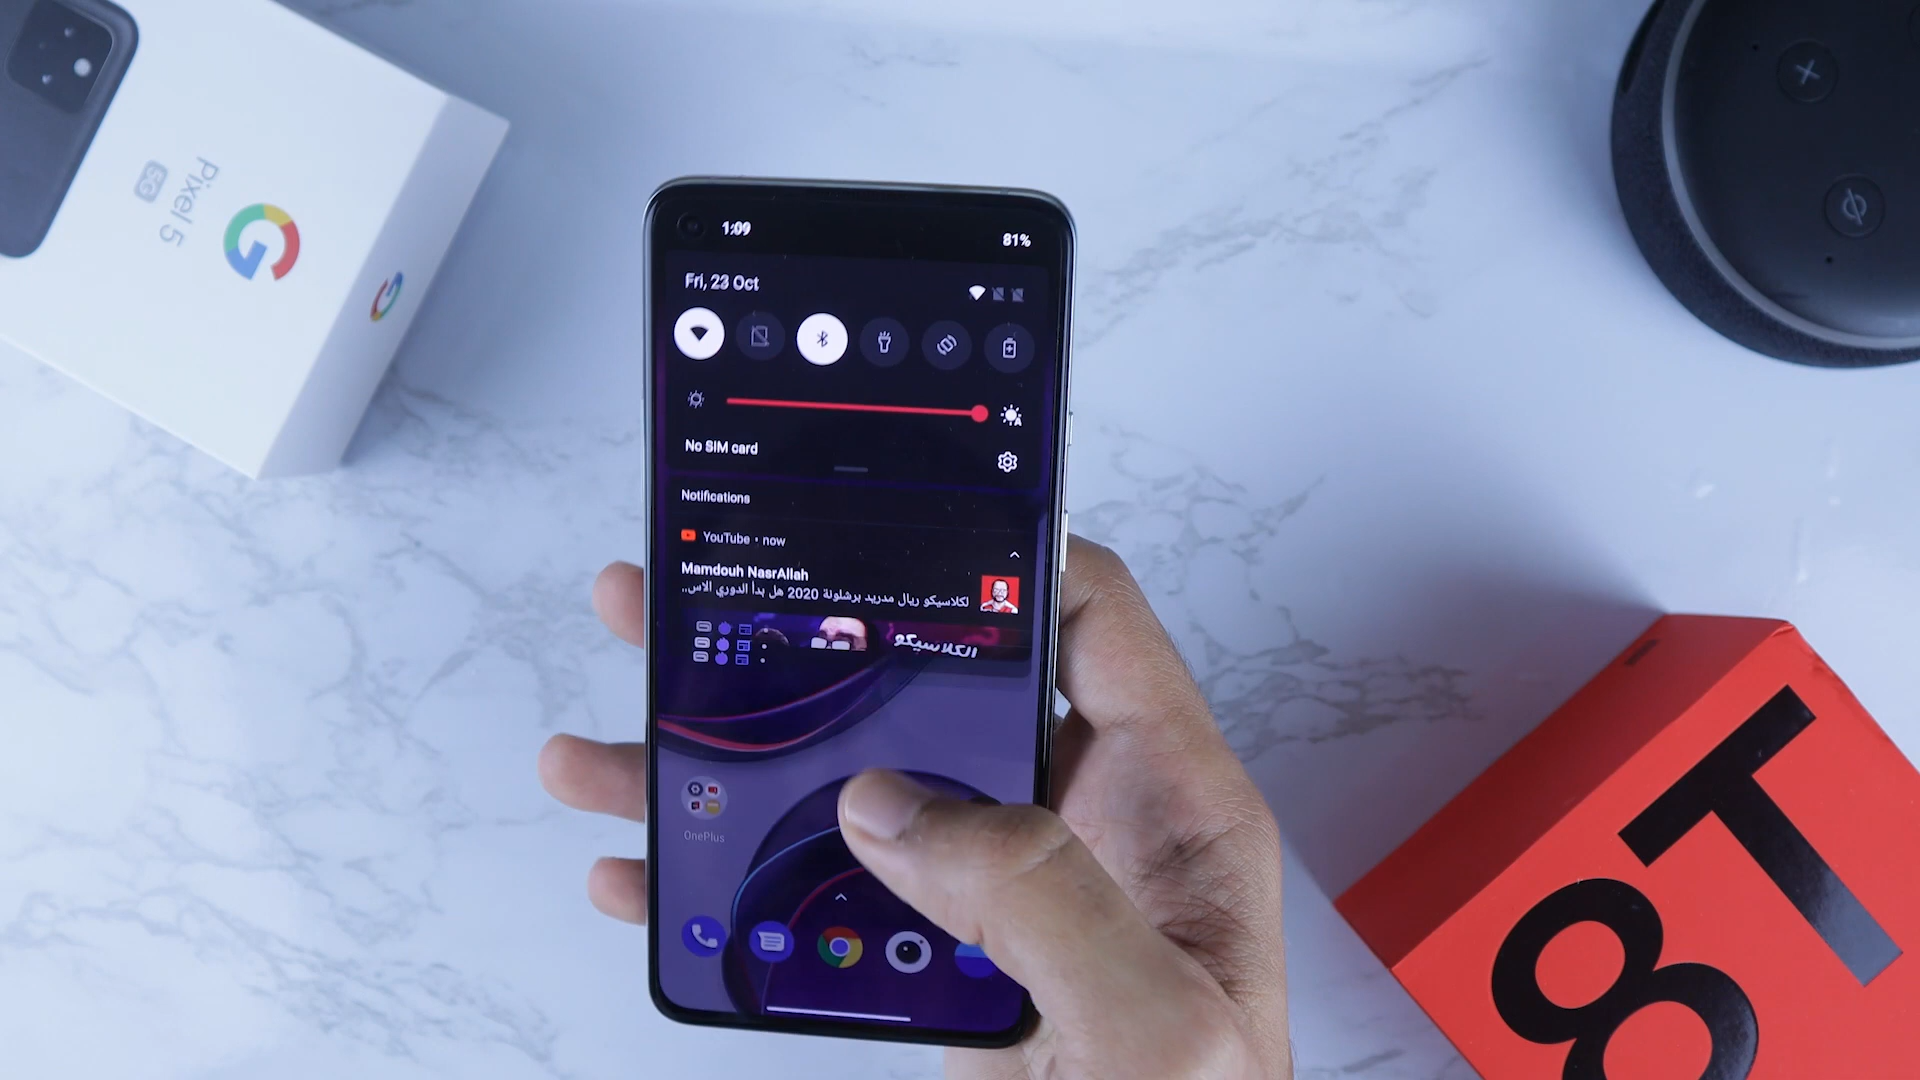 Pixel 5
5G
G
1:09
81%
Fri, 23 Oct
No SIM card
Notifications
YouTube • now
Mamdouh NasrAllah
لكلاسيكو ريال مدريد برشلونة 2020 هل بدأ الدوري الاس..
الكلاسيكو
OnePlus
8T